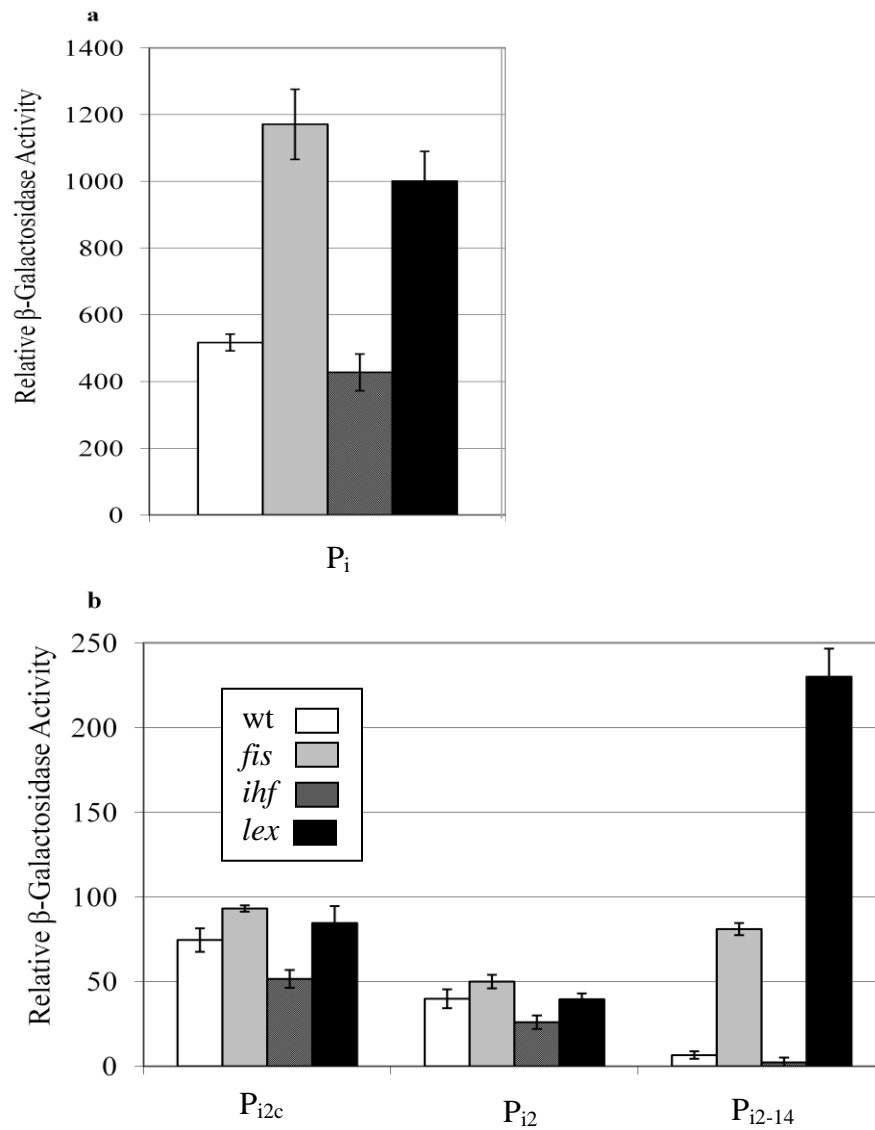 a
Relative β-Galactosidase Activity
1400
1200
1000
800
600
400
200
0
Pi
b
Relative β-Galactosidase Activity
250
200
150
100
50
0
wt
fis
ihf
lex
Pi2c
Pi2
Pi2-14